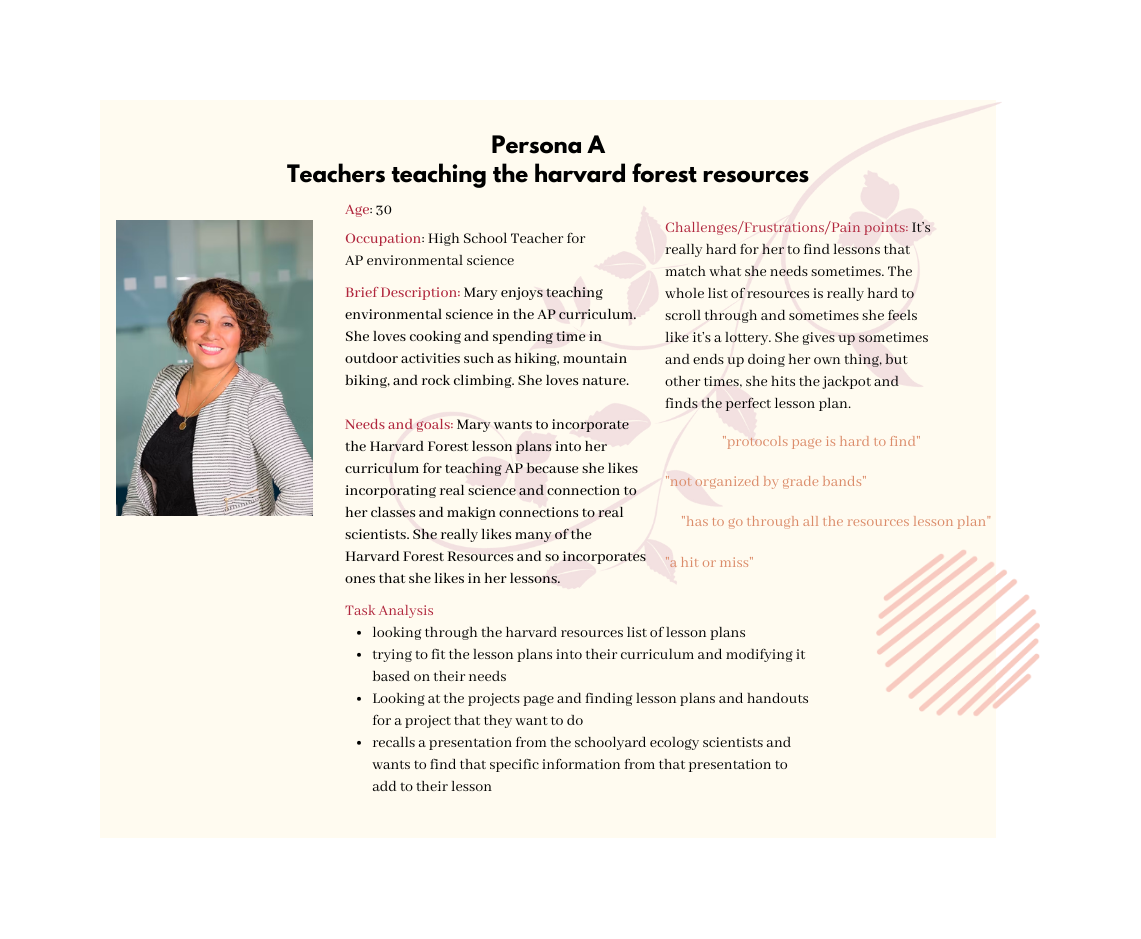 Persona A
Teachers teaching the harvard forest resources
Age: 30
Occupation: High School Teacher for
AP environmental science
Brief Description: Mary enjoys teaching
environmental science in the AP curriculum.
She loves cooking and spending time in
outdoor activities such as hiking, mountain
biking, and rock climbing. She loves nature.
Needs and goals: Mary wants to incorporate
the Harvard Forest lesson plans into her
curriculum for teaching AP because she likes
incorporating real science and connection to
her classes and makign connections to real
scientists. She really likes many of the
Harvard Forest Resources and so incorporates
ones that she likes in her lessons.
Challenges/Frustrations/Pain points: It's
really hard for her to find lessons that
match what she needs sometimes. The
whole list of resources is really hard to
scroll through and sometimes she feels
like it's a lottery. She gives up sometimes
and ends up doing her own thing, but
other times, she hits the jackpot and
finds the perfect lesson plan.
"protocols page is hard to find"
"not organized by grade bands"
"has to go through all the resources lesson plan"
"a hit or miss"
Task Analysis
• looking through the harvard resources list of lesson plans
• trying to fit the lesson plans into their curriculum and modifying it
based on their needs
• Looking at the projects page and finding lesson plans and handouts
for a project that they want to do
• recalls a presentation from the schoolyard ecology scientists and
wants to find that specific information from that presentation to
add to their lesson